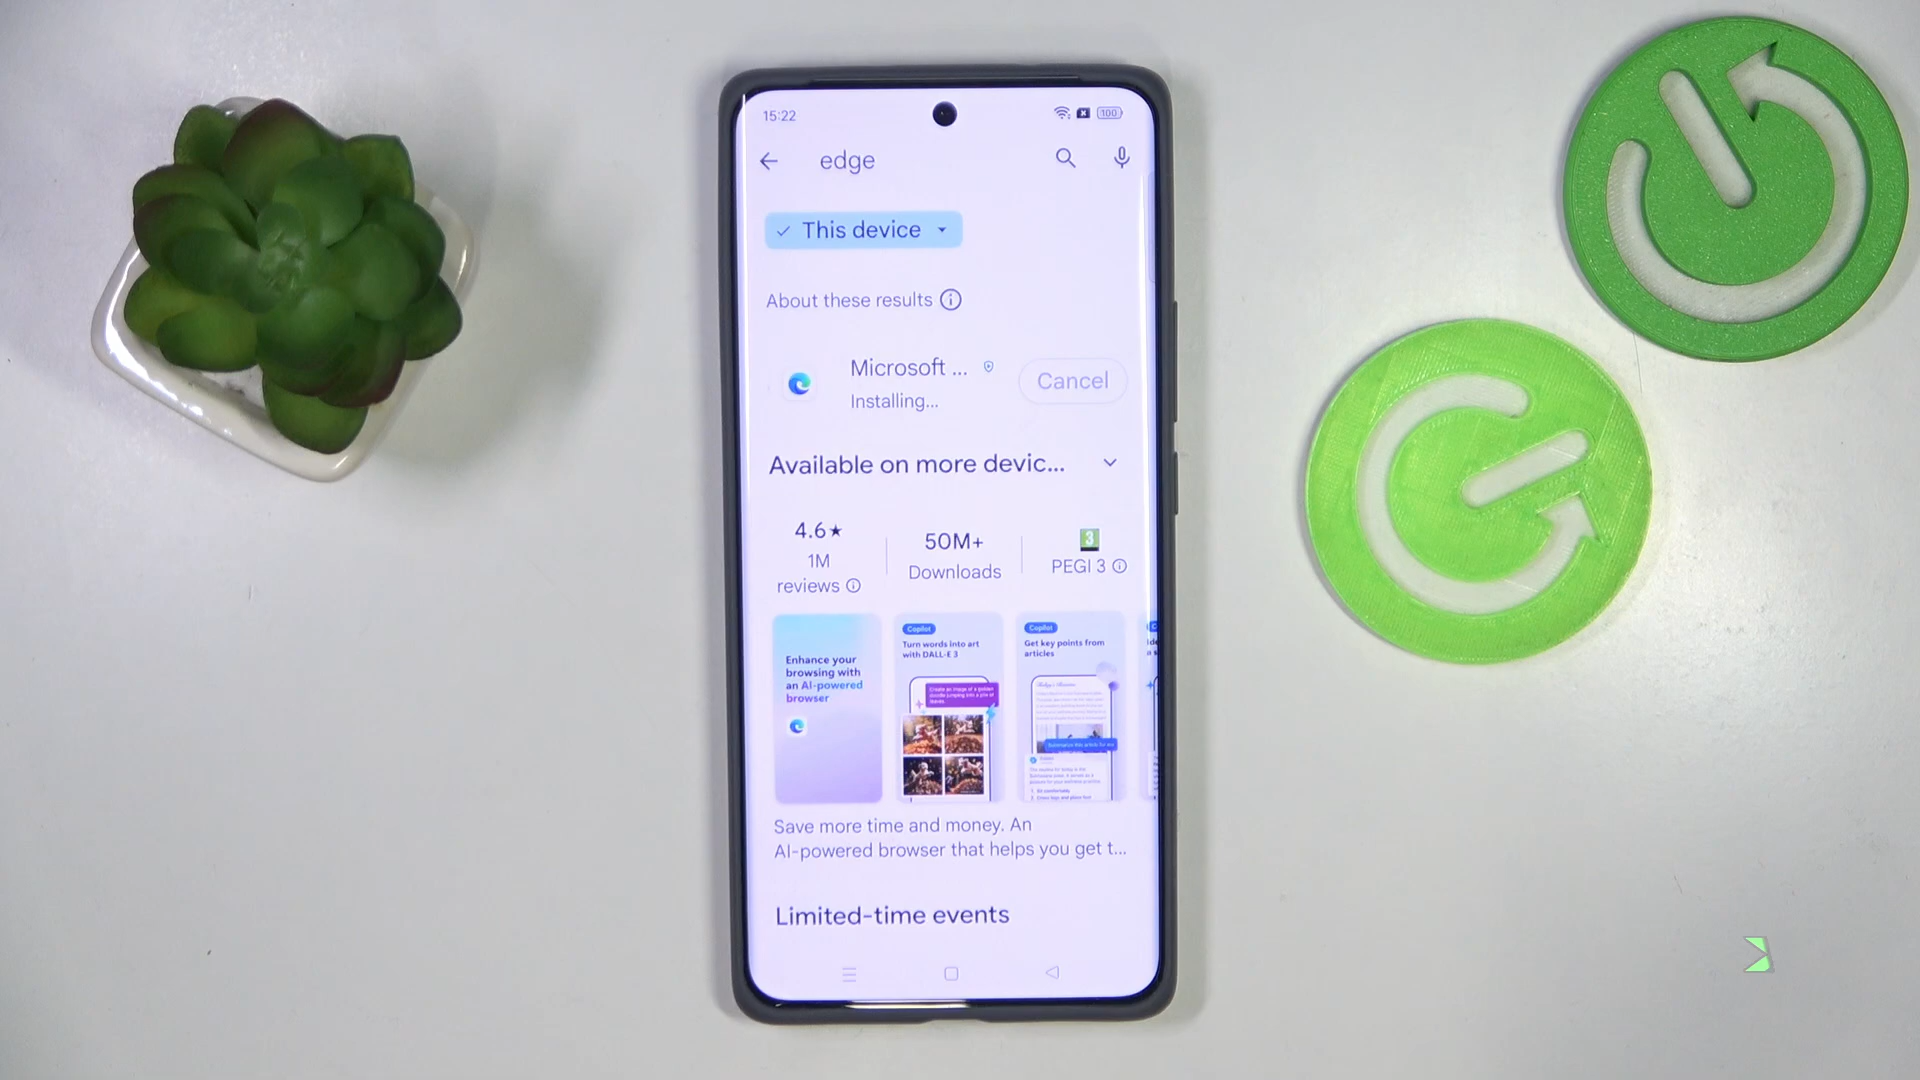 15:22
100
edge
This device
About these results
Microsoft ...
Installing...
Cancel
Available on more devic...
4.6★
1M
reviews
50M+
Downloads
3
PEGI 3
Enhance your
browsing with
an AI-powered
browser
Copilot
Turn words into art
with DALL-E 3
Copilot
Get key points from
articles
Save more time and money. An
AI-powered browser that helps you get t...
Limited-time events